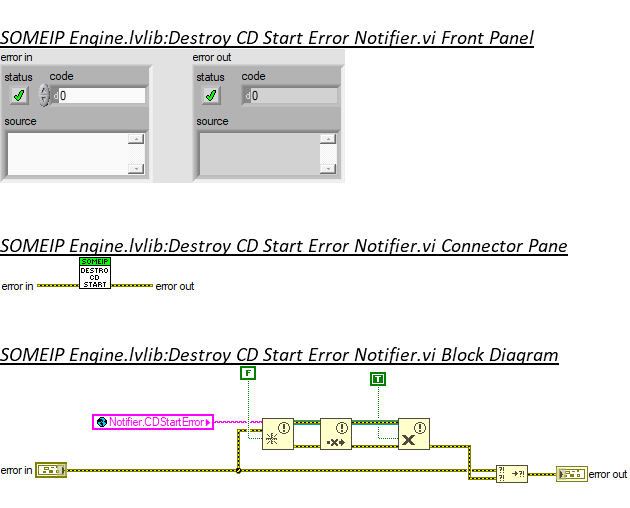 SOMEIP Engine.lvlib:Destroy CD Start Error Notifier.vi Front Panel
error in
error out
status code
status code
d 0
d 0
source
source
SOMEIP Engine.lvlib:Destroy CD Start Error Notifier.vi Connector Pane
SOMEIP
DESTRO
CD
START
error in
error out
SOMEIP Engine.lvlib:Destroy CD Start Error Notifier.vi Block Diagram
F
T
Notifier.CDStartError
error in
?!
?!
?!
error out